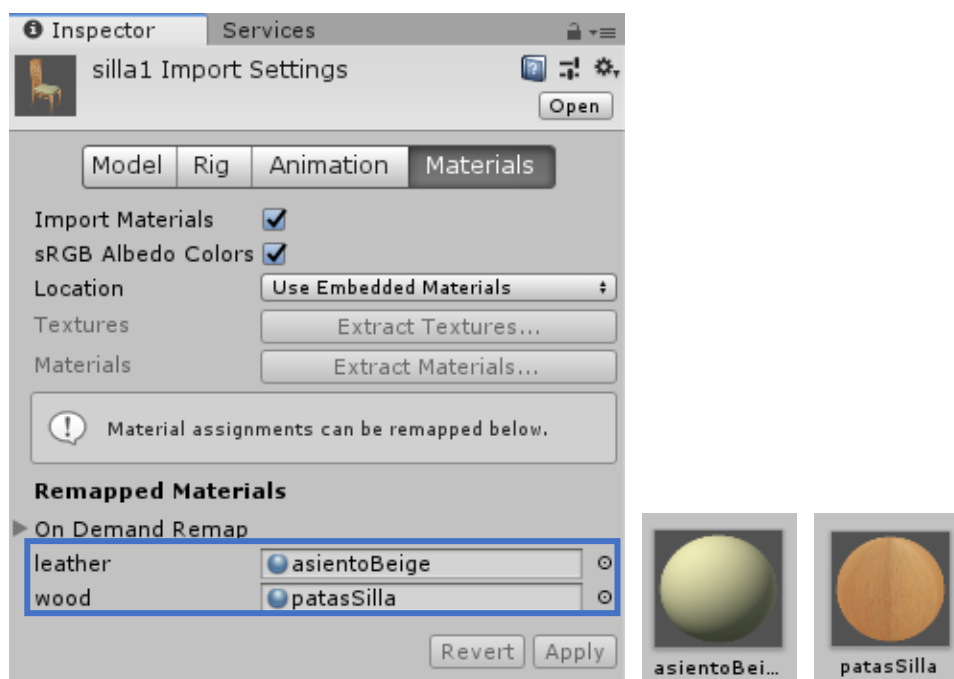 Inspector Services
silla1 Import Settings
Open
Model Rig Animation Materials
Import Materials
sRGB Albedo Colors
Location Use Embedded Materials
Textures Extract Textures...
Materials Extract Materials...
Material assignments can be remapped below.
Remapped Materials
On Demand Remap
leather asientoBeige
wood patasSilla
Revert Apply
asientoBei...
patasSilla